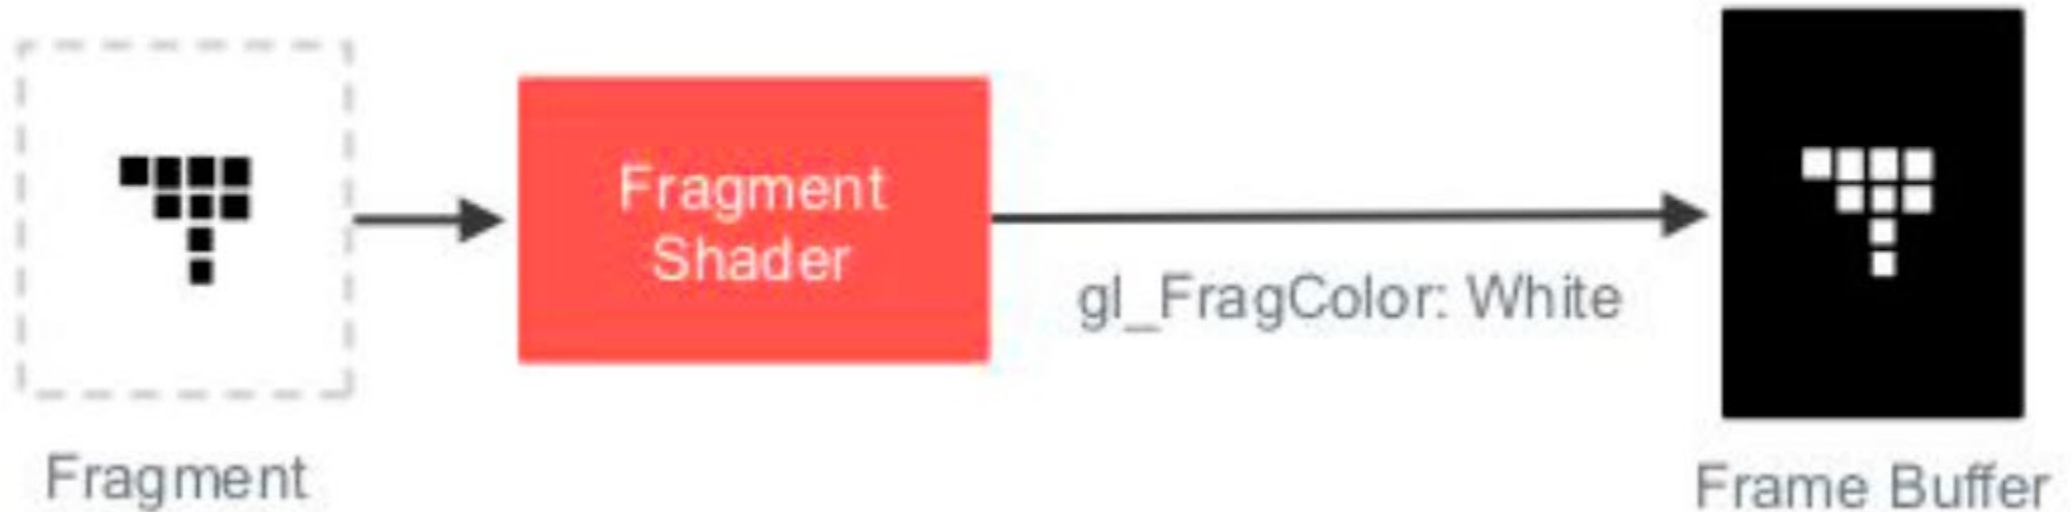 Fragment
Shader
gl_FragColor: White
Fragment
Frame Buffer